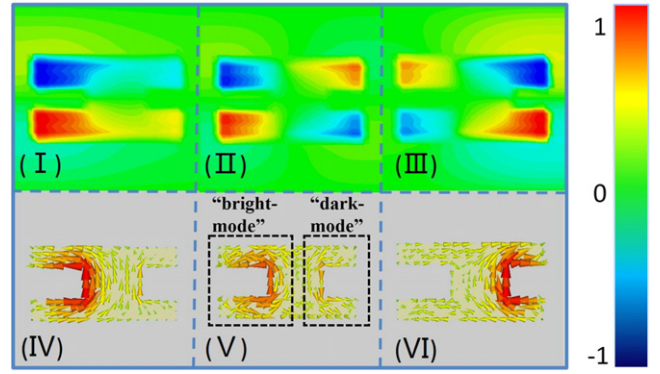 1
0
-1
(Ⅰ)
(Ⅱ)
(Ⅲ)
“bright-
mode”
“dark-
mode”
(Ⅳ)
(Ⅴ)
(Ⅵ)